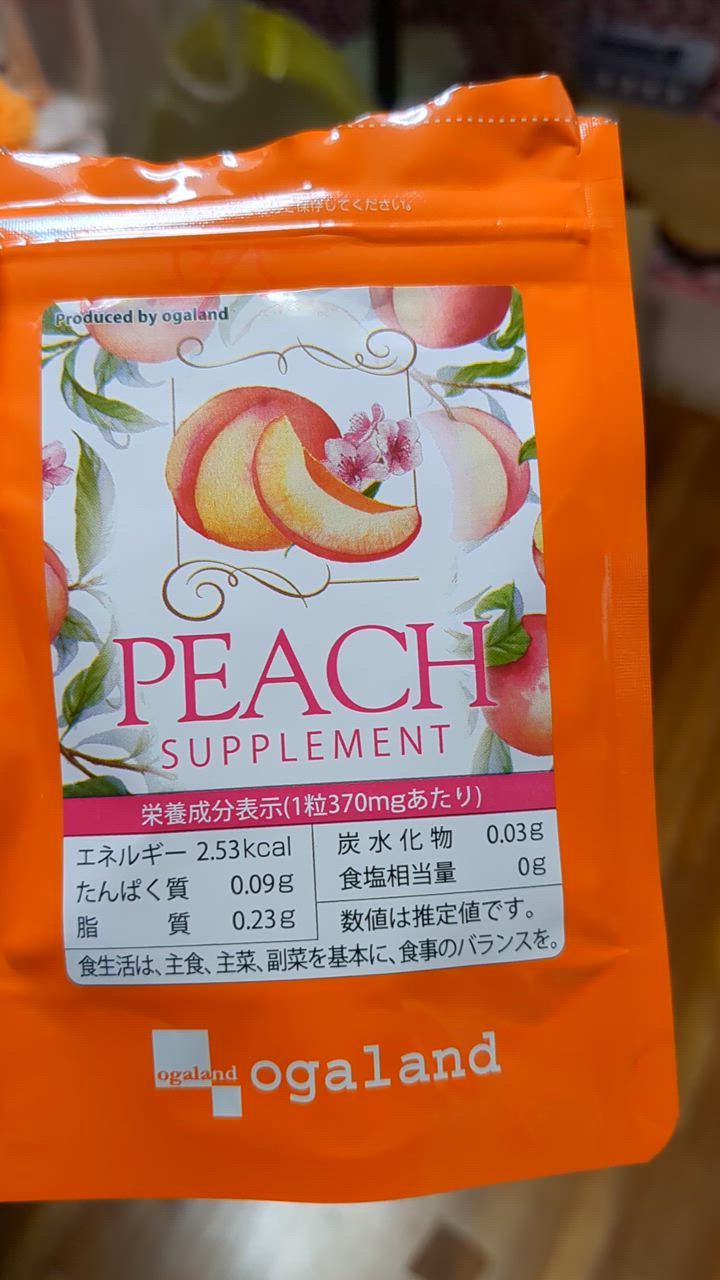 保存してください。
Produced by ogaland
PEACH
SUPPLEMENT
栄養成分表示(1粒370mgあたり)
エネルギー 2.53kcal
たんぱく質 0.09g
脂 質 0.23g
炭水化物 0.03g
食塩相当量 0g
数値は推定値です。
食生活は、主食、主菜、副菜を基本に、食事のバランスを。
ogaland
ogaland